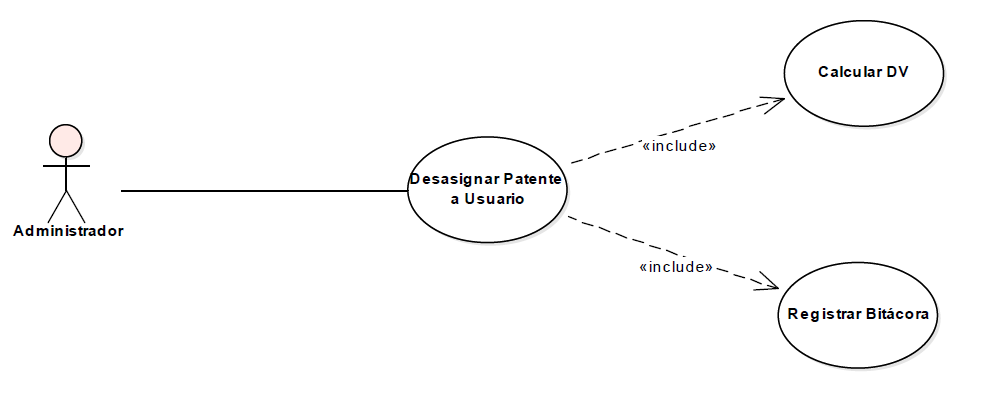 Calcular DV
«include»
Desasignar Patente
a Usuario
Administrador
«include»
Registrar Bitácora